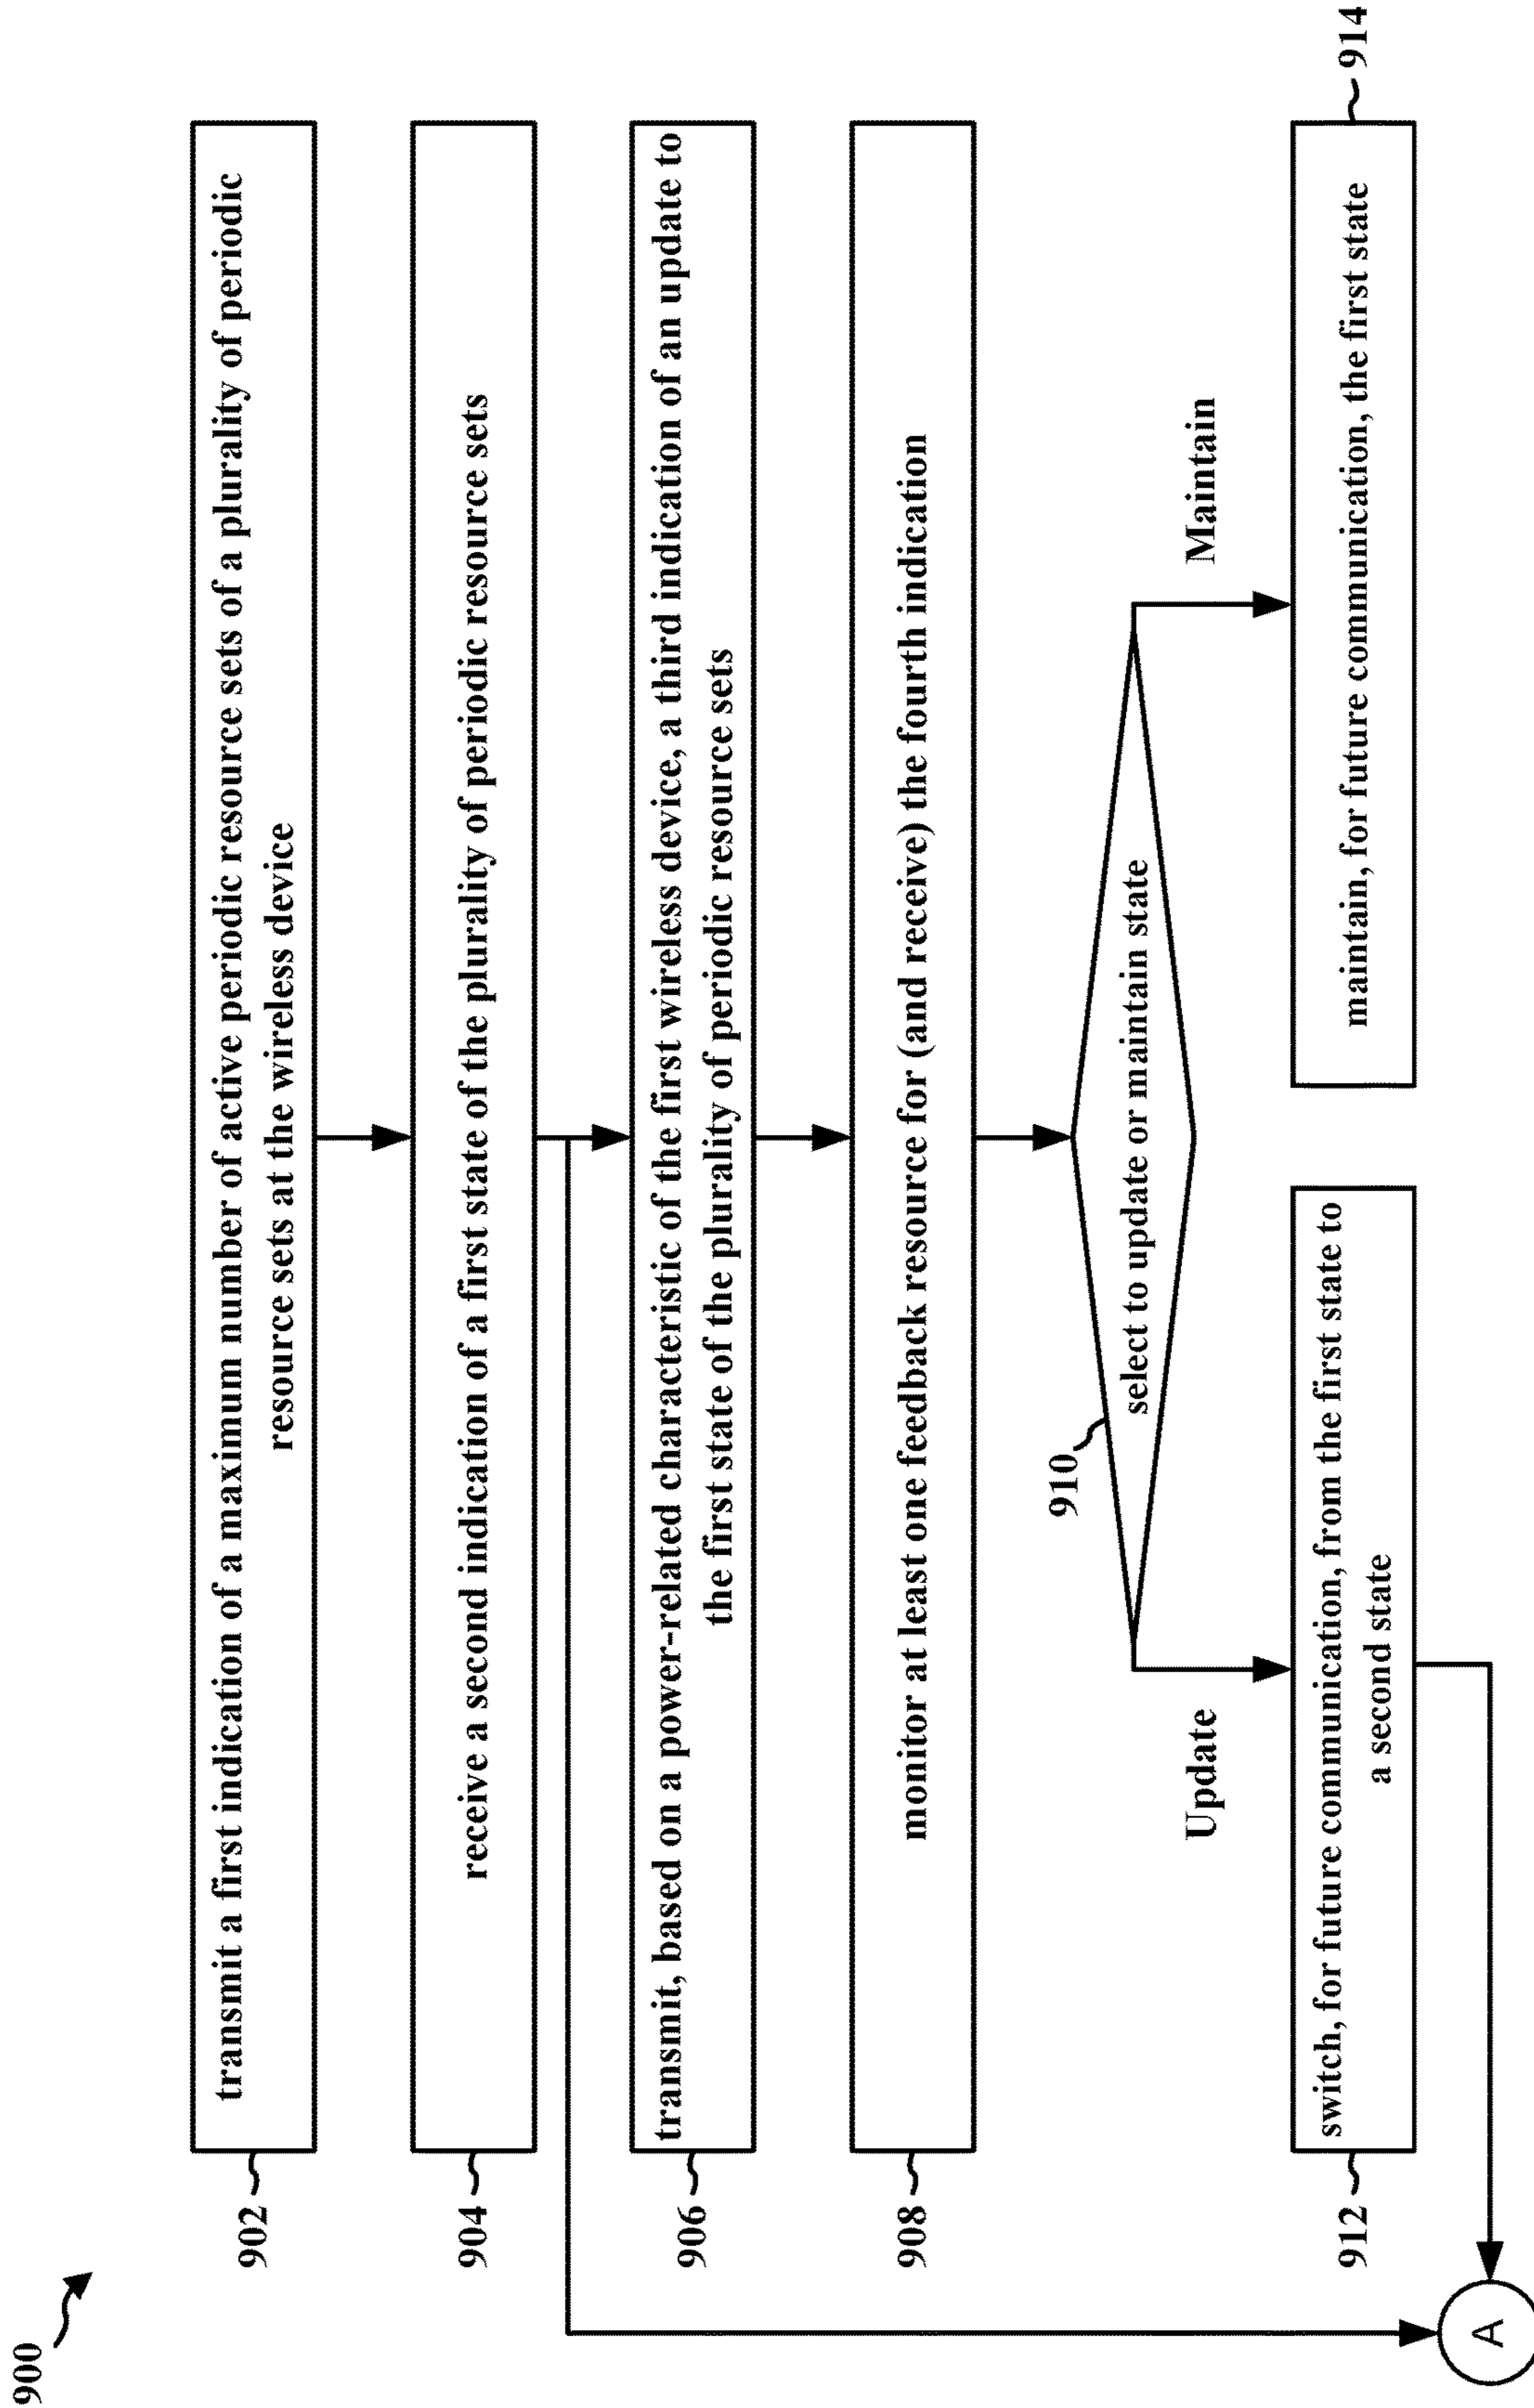 900
902
transmit a first indication of a maximum number of active periodic resource sets of a plurality of periodic
resource sets at the wireless device
904
receive a second indication of a first state of the plurality of periodic resource sets
906
transmit, based on a power-related characteristic of the first wireless device, a third indication of an update to
the first state of the plurality of periodic resource sets
908
monitor at least one feedback resource for (and receive) the fourth indication
910
select to update or maintain state
Update
Maintain
912
switch, for future communication, from the first state to
a second state
maintain, for future communication, the first state
914
A